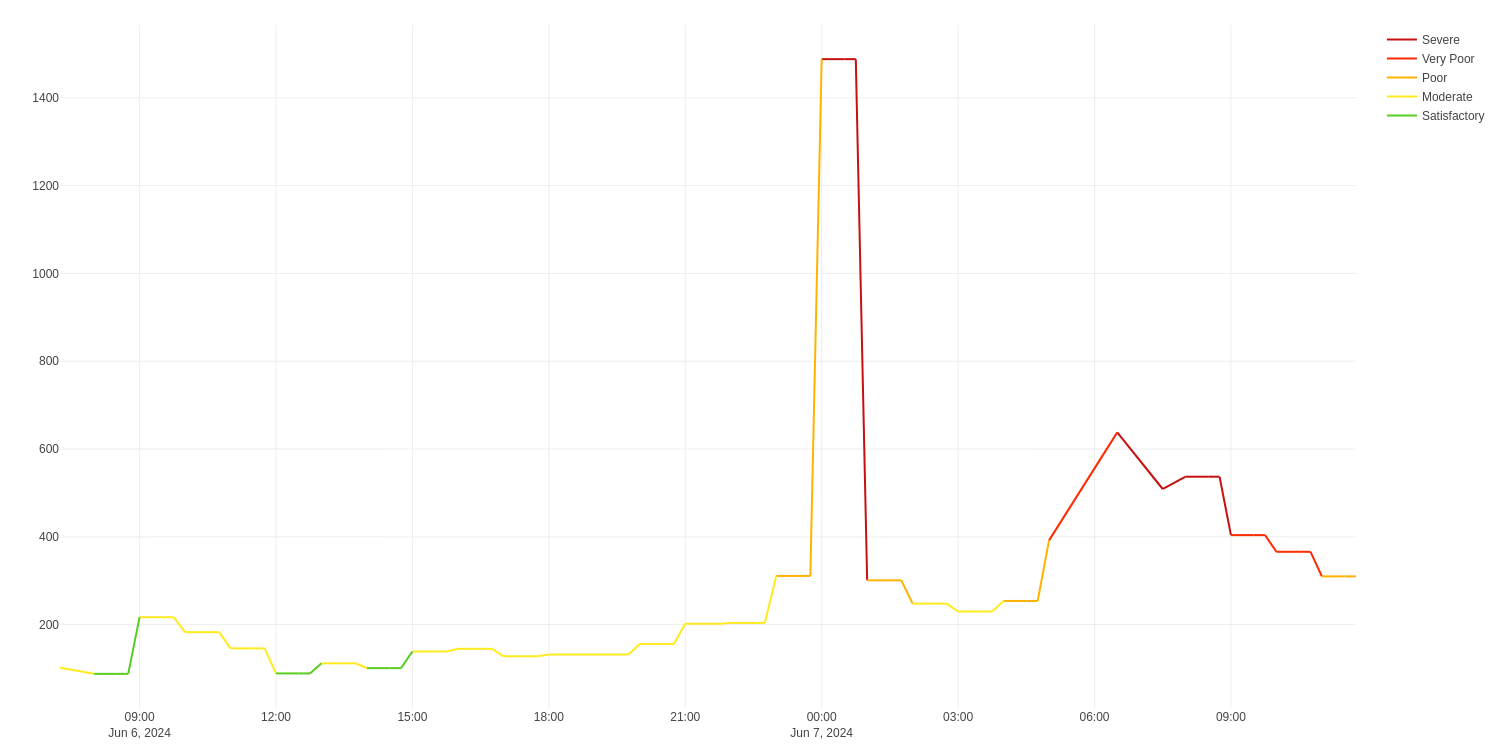 1400
1200
1000
800
600
400
200
09:00
Jun 6, 2024
12:00
15:00
18:00
21:00
00:00
Jun 7, 2024
03:00
06:00
09:00
Severe
Very Poor
Poor
Moderate
Satisfactory